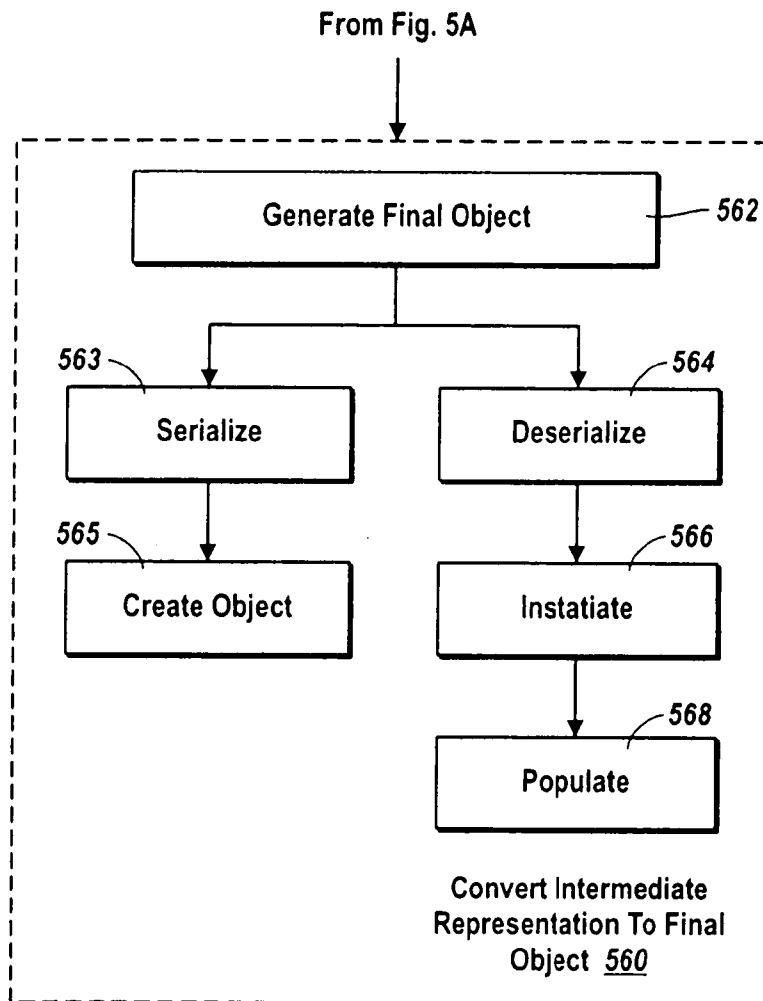 From Fig. 5A
Generate Final Object
562
563
564
Serialize
Deserialize
565
566
Create Object
Instatiate
568
Populate
Convert Intermediate
Representation To Final
Object 560